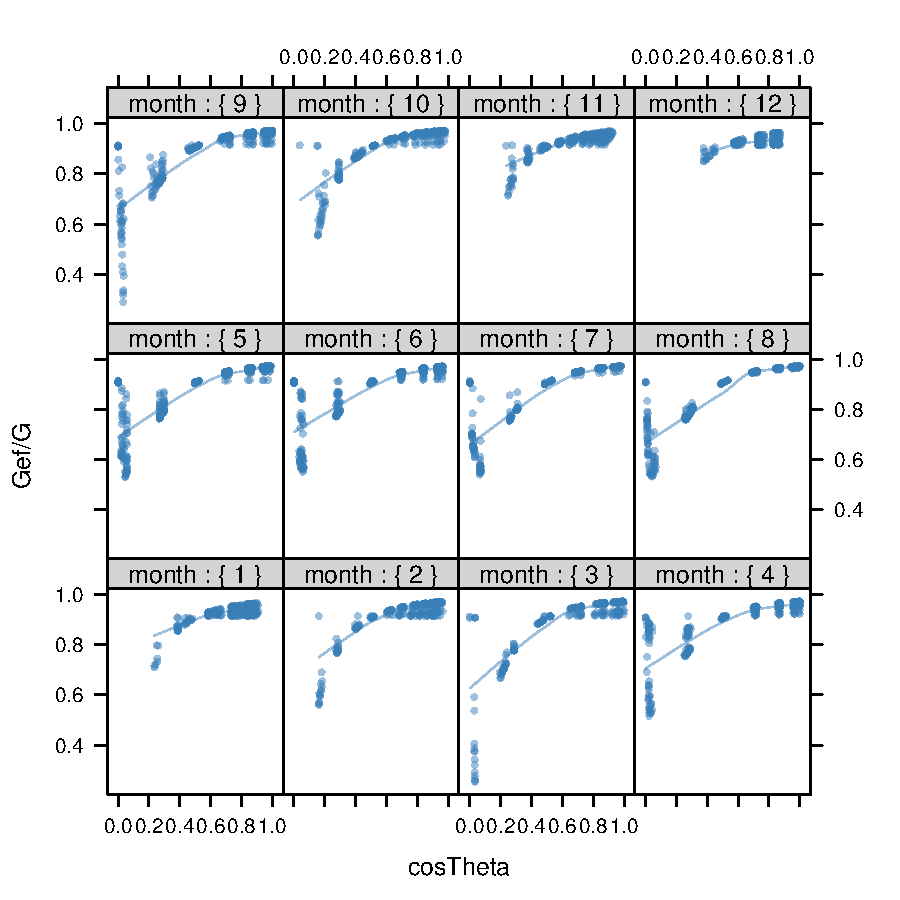 0.00.20.40.60.81.0 0.00.20.40.60.81.0
month : { 9 } month : { 10 } month : { 11 } month : { 12 }
1.0
0.8
0.6
0.4
month : { 5 } month : { 6 } month : { 7 } month : { 8 }
1.0
0.8
0.6
0.4
Gef/G
month : { 1 } month : { 2 } month : { 3 } month : { 4 }
1.0
0.8
0.6
0.4
0.00.20.40.60.81.0 0.00.20.40.60.81.0
cosTheta